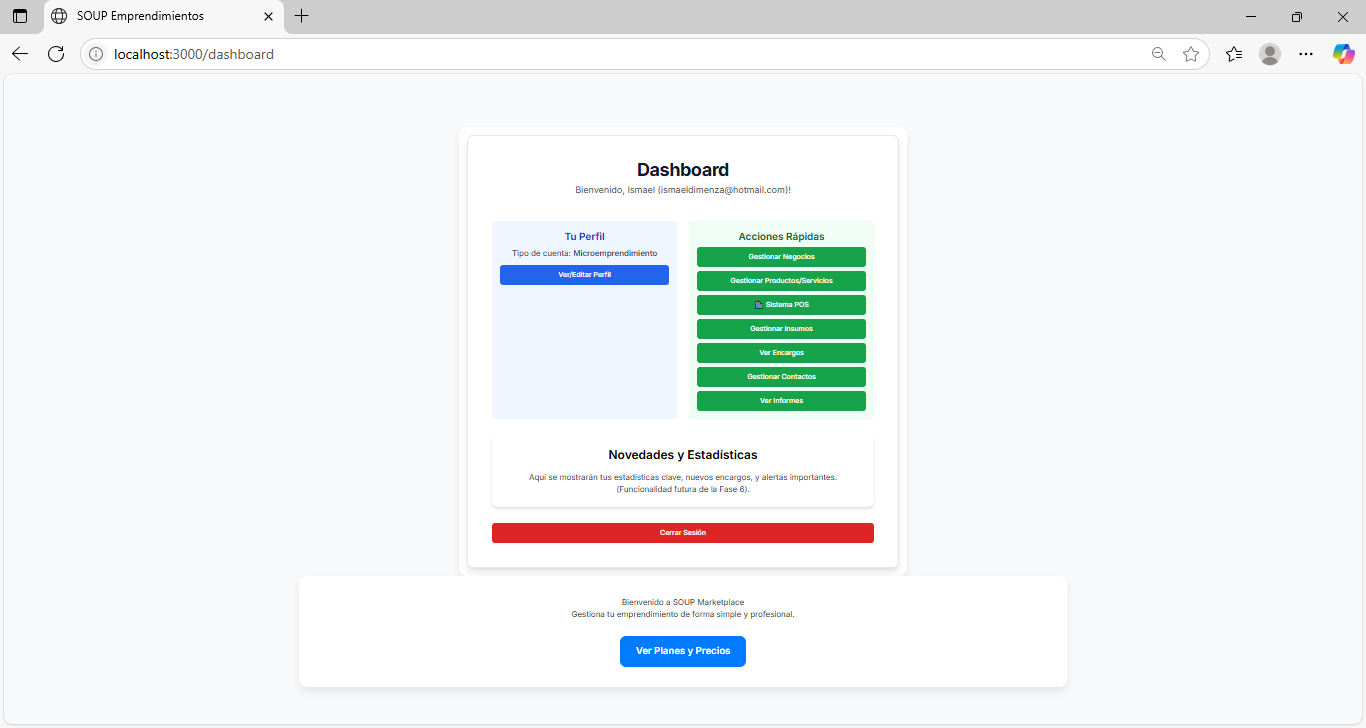 SOUP Emprendimientos
localhost:3000/dashboard
Dashboard
Bienvenido, Ismael (ismaeldimenza@hotmail.com)!
Tu Perfil
Tipo de cuenta: Microemprendimiento
Ver/Editar Perfil
Acciones Rápidas
Gestionar Negocios
Gestionar Productos/Servicios
Sistema POS
Gestionar Insumos
Ver Encargos
Gestionar Contactos
Ver Informes
Novedades y Estadísticas
Aquí se mostrarán tus estadísticas clave, nuevos encargos, y alertas importantes.
(Funcionalidad futura de la Fase 6).
Cerrar Sesión
Bienvenido a SOUP Marketplace
Gestiona tu emprendimiento de forma simple y profesional.
Ver Planes y Precios